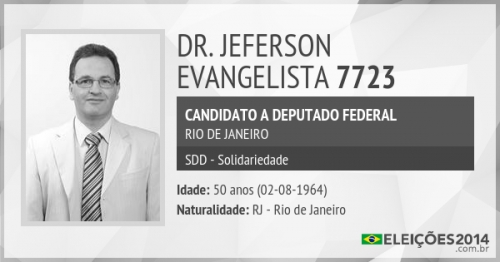 DR. JEFERSON
EVANGELISTA 7723
CANDIDATO A DEPUTADO FEDERAL
RIO DE JANEIRO
SDD - Solidariedade
Idade: 50 anos (02-08-1964)
Naturalidade: RJ - Rio de Janeiro
ELEIÇÕES2014
.com.br